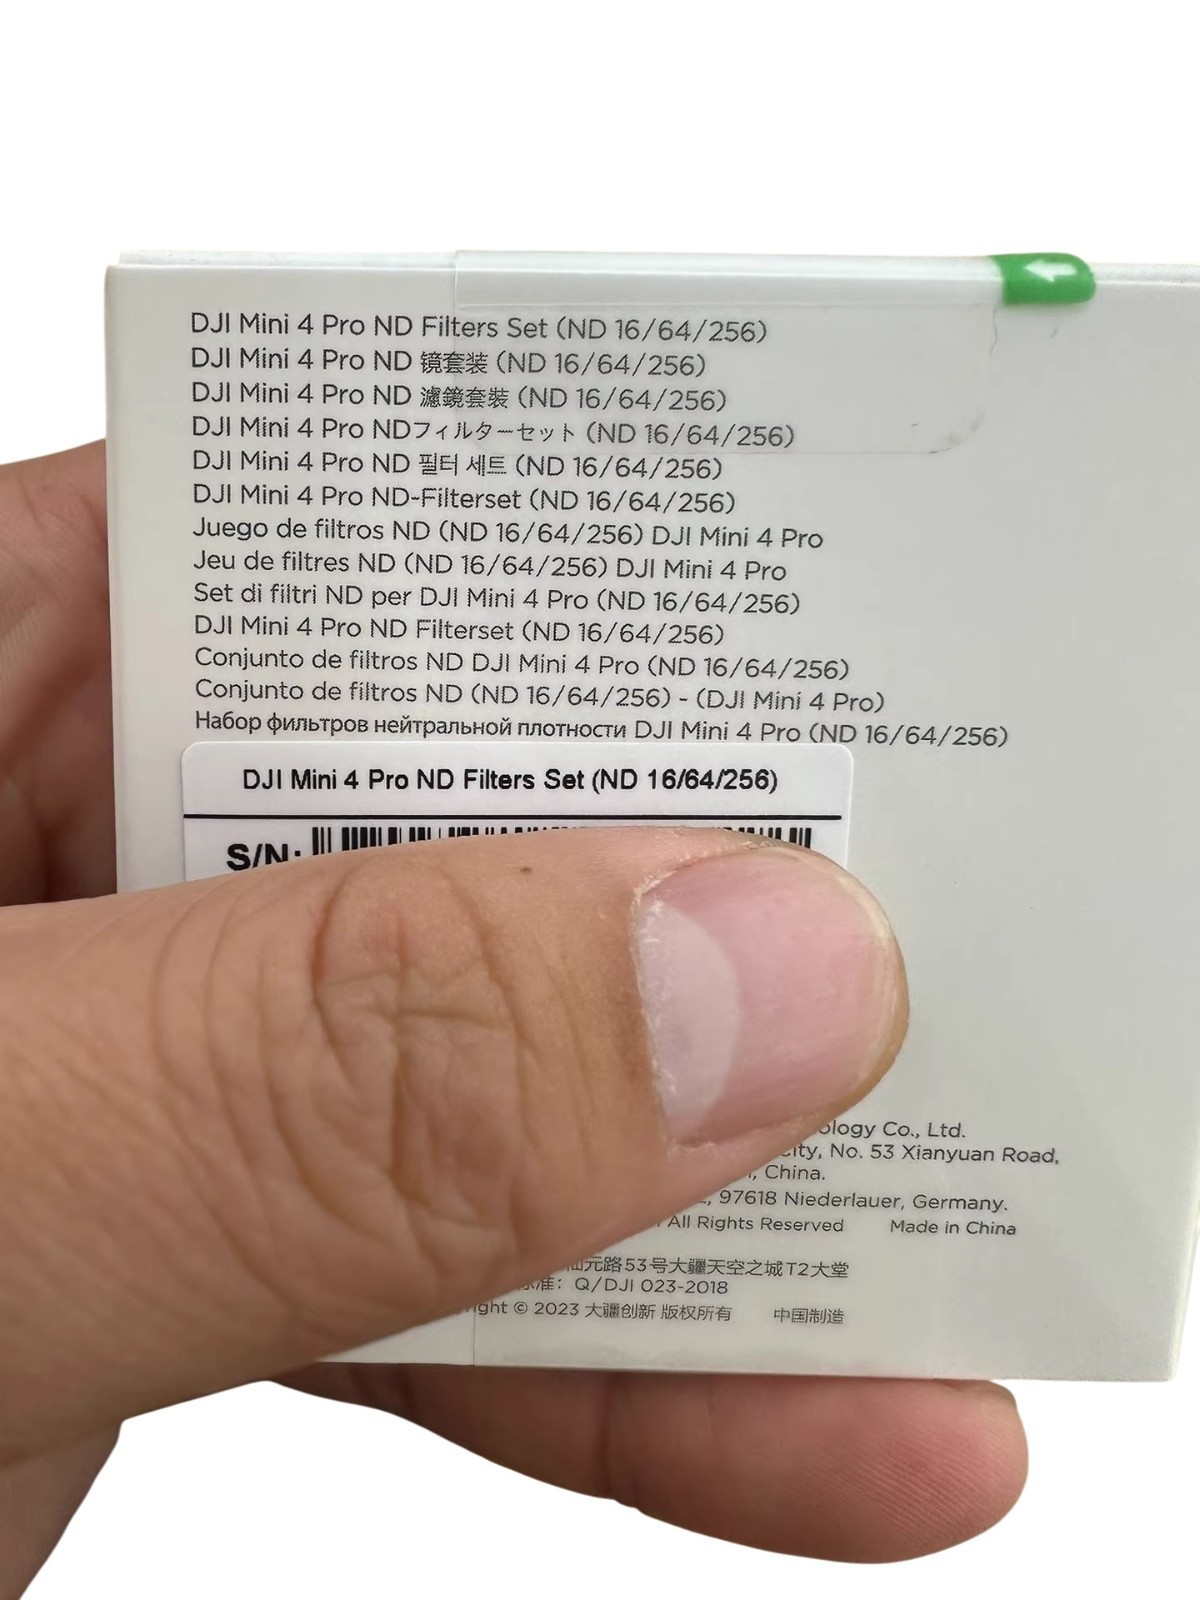 DJI Mini 4 Pro ND Filters Set (ND 16/64/256)
DJI Mini 4 Pro ND 镜套装 (ND 16/64/256)
DJI Mini 4 Pro ND 濾鏡套裝 (ND 16/64/256)
DJI Mini 4 Pro NDフィルターセット (ND 16/64/256)
DJI Mini 4 Pro ND 필터 세트 (ND 16/64/256)
DJI Mini 4 Pro ND-Filterset (ND 16/64/256)
Juego de filtros ND (ND 16/64/256) DJI Mini 4 Pro
Jeu de filtres ND (ND 16/64/256) DJI Mini 4 Pro
Set di filtri ND per DJI Mini 4 Pro (ND 16/64/256)
DJI Mini 4 Pro ND Filterset (ND 16/64/256)
Conjunto de filtros ND DJI Mini 4 Pro (ND 16/64/256)
Conjunto de filtros ND (ND 16/64/256) - (DJI Mini 4 Pro)
Набор фильтров нейтральной плотности DJI Mini 4 Pro (ND 16/64/256)
DJI Mini 4 Pro ND Filters Set (ND 16/64/256)
S/N:
Co., Ltd.
No. 53 Xianyuan Road,
China.
97618 Niederlauer, Germany.
All Rights Reserved Made in China
元路53号大疆天空之城T2大堂
准：Q/DJI 023-2018
© 2023 大疆创新 版权所有 中国制造